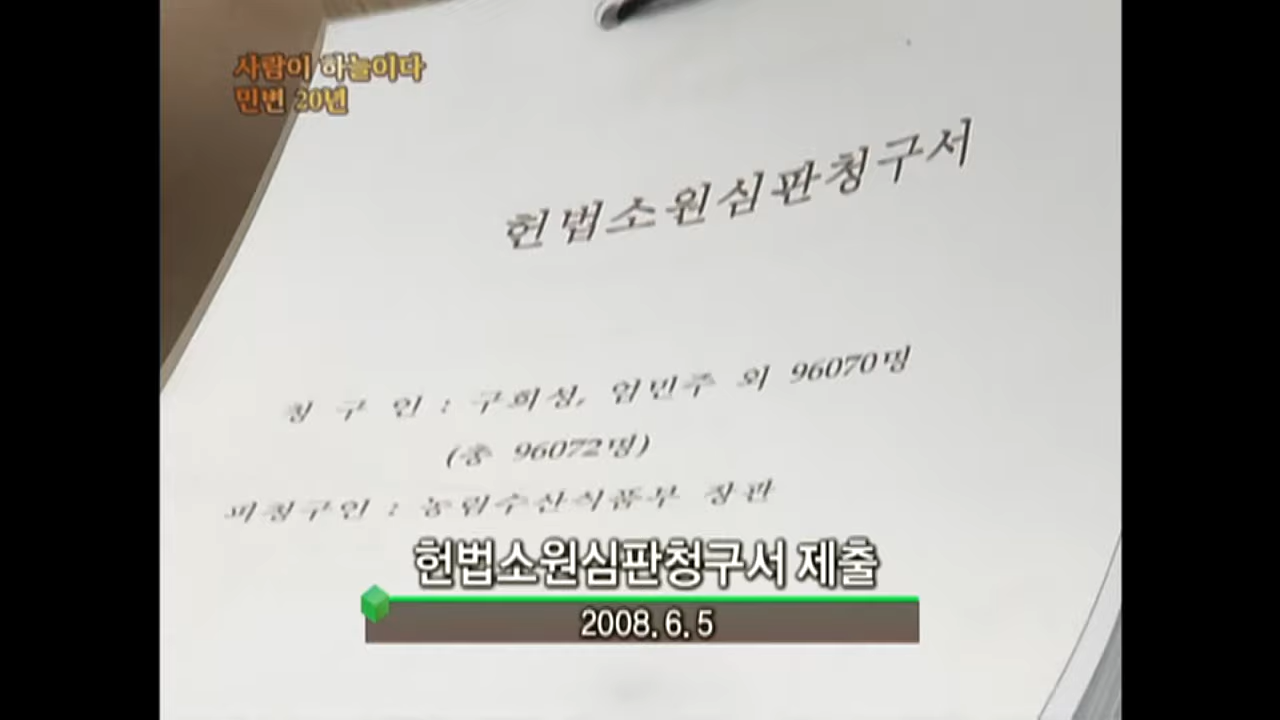 사람이 하늘이다
민변 20년
헌법소원심판청구서
청 구 인 : 구희성, 엄민주 외 96070명
(총 96072명)
피청구인 : 농림수산식품부 장관
헌법소원심판청구서 제출
2008.6.5